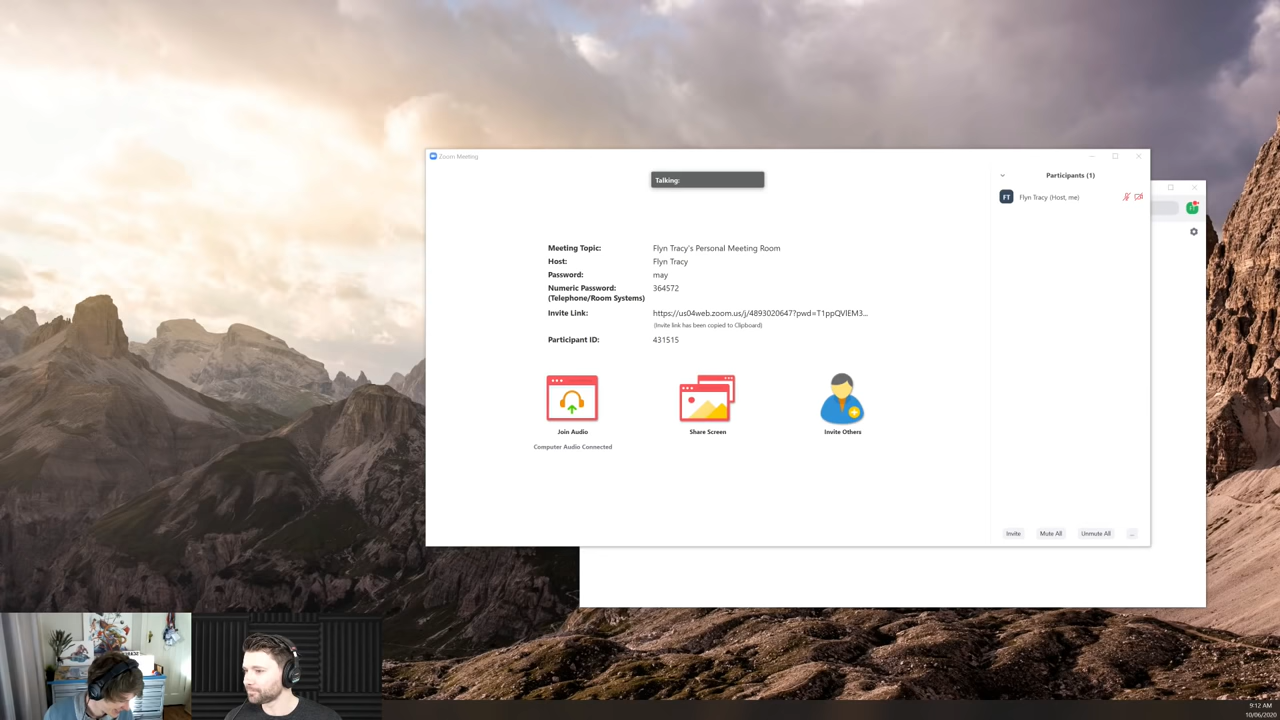 Zoom Meeting
Talking:
Participants (1)
FT Flyn Tracy (Host, me)
Meeting Topic: Flyn Tracy's Personal Meeting Room
Host: Flyn Tracy
Password: may
Numeric Password: 364572
(Telephone/Room Systems)
Invite Link: https://us04web.zoom.us/j/4893020647?pwd=T1ppQVlEM3...
(Invite link has been copied to Clipboard)
Participant ID: 431515
Join Audio
Share Screen
Invite Others
Computer Audio Connected
Invite
Mute All
Unmute All
...
9:12 AM
10/06/2020